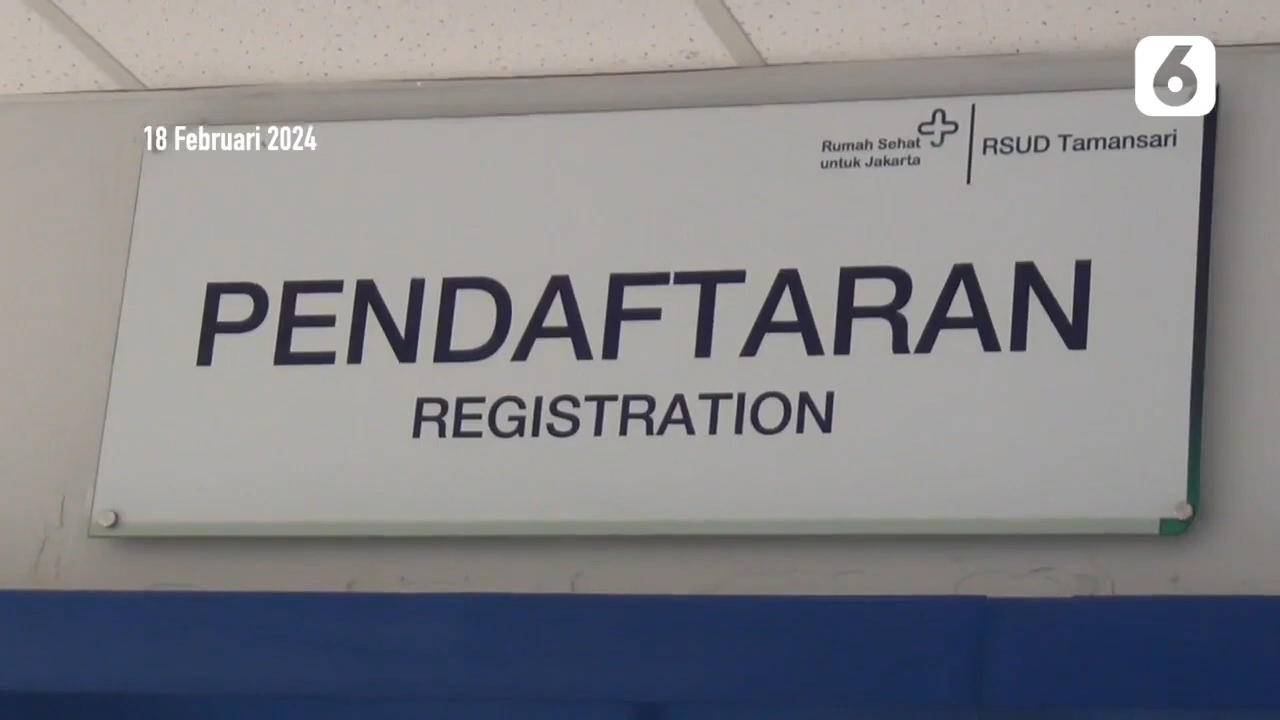 6
18 Februari 2024
Rumah Sehat
untuk Jakarta
RSUD Tamansari
PENDAFTARAN
REGISTRATION